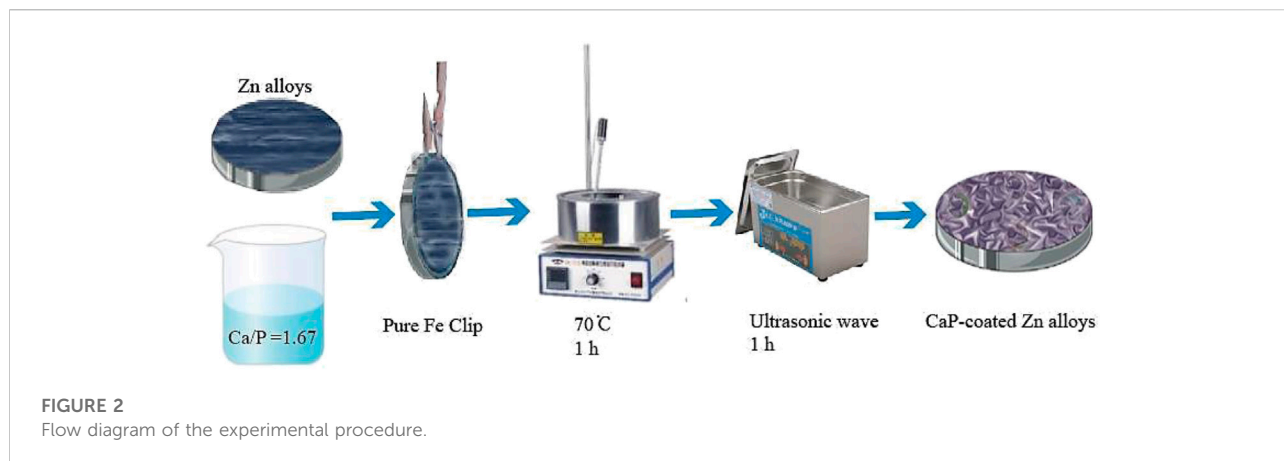 Zn alloys
Ca/P=1.67
Pure Fe Clip
70℃
1 h
Ultrasonic wave
1 h
CaP-coated Zn alloys
FIGURE 2
Flow diagram of the experimental procedure.